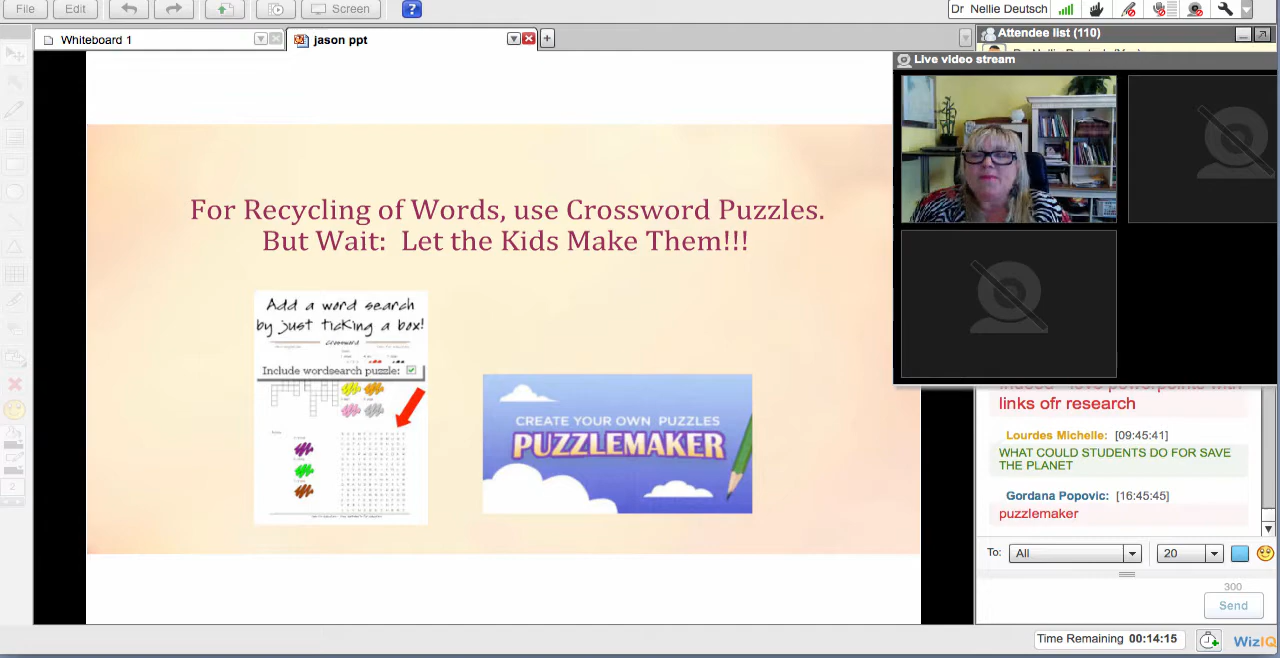 File
Edit
Screen
?
Dr Nellie Deutsch
Whiteboard 1
jason ppt
Attendee list (110)
Live video stream
For Recycling of Words, use Crossword Puzzles.
But Wait: Let the Kids Make Them!!!
Add a word search
by just ticking a box!
Crossword
Include wordsearch puzzle:
CREATE YOUR OWN PUZZLES
PUZZLEMAKER
links ofr research
Lourdes Michelle: [09:45:41]
WHAT COULD STUDENTS DO FOR SAVE
THE PLANET
Gordana Popovic: [16:45:45]
puzzlemaker
To: All 20
300
Send
2
Time Remaining 00:14:15
WizIQ